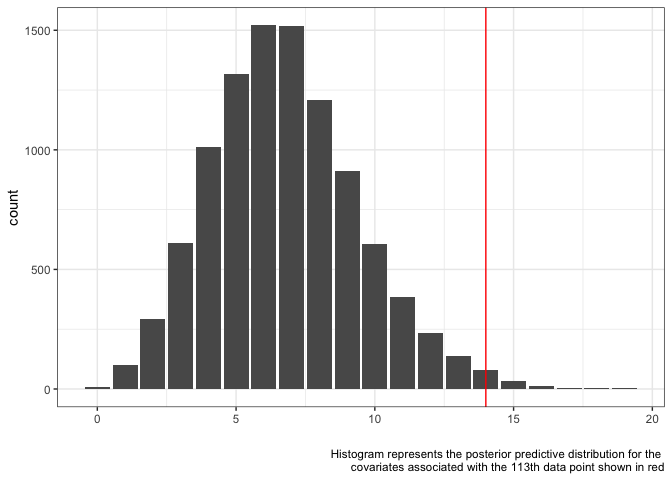 1500
1000
500
0
count
0 5 10 15 20
Histogram represents the posterior predictive distribution for the
covariates associated with the 113th data point shown in red